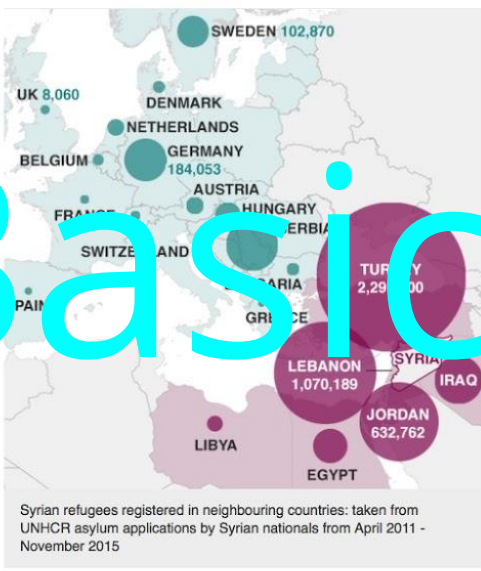 SWEDEN 102,870
UK 8,060
DENMARK
NETHERLANDS
BELGIUM
GERMANY
184,053
AUSTRIA
HUNGARY
SWITZERLAND
GREECE
LEBANON
1,070,189
SYRIA
IRAQ
JORDAN
632,762
LIBYA
EGYPT
Basic
Syrian refugees registered in neighbouring countries: taken from
UNHCR asylum applications by Syrian nationals from April 2011 -
November 2015